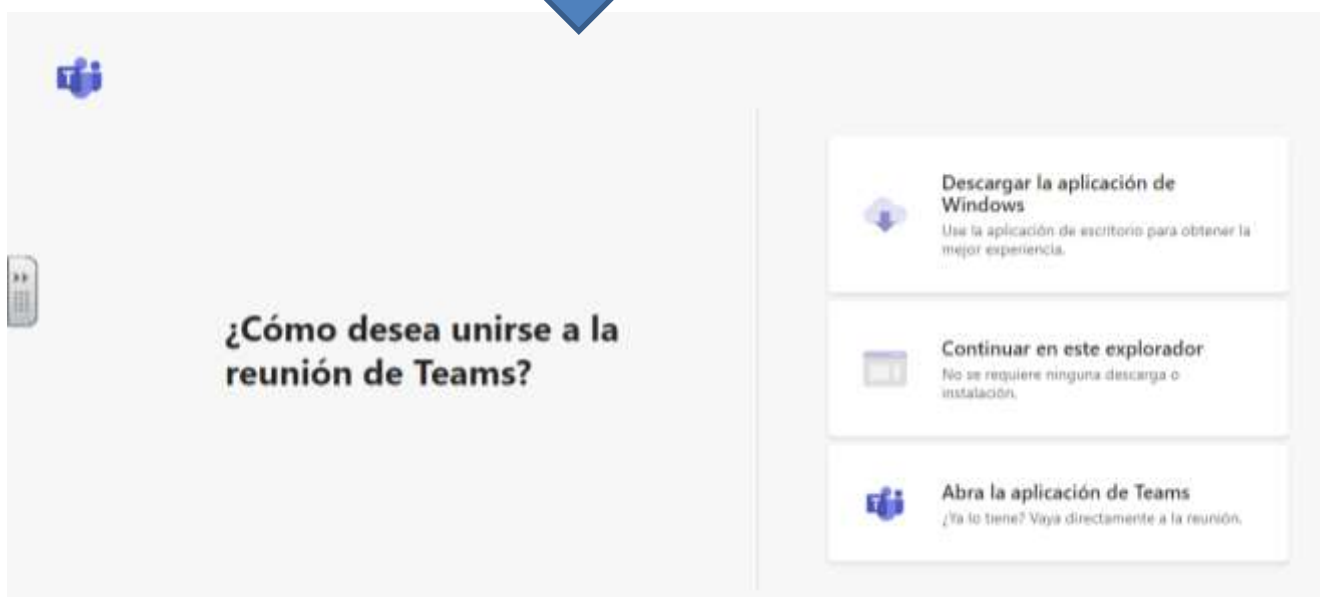 ¿Cómo desea unirse a la
reunión de Teams?
Descargar la aplicación de
Windows
Use la aplicación de escritorio para obtener la
mejor experiencia.
Continuar en este explorador
No se requiere ninguna descarga o
instalación.
Abra la aplicación de Teams
¿Ya lo tiene? Vaya directamente a la reunión.